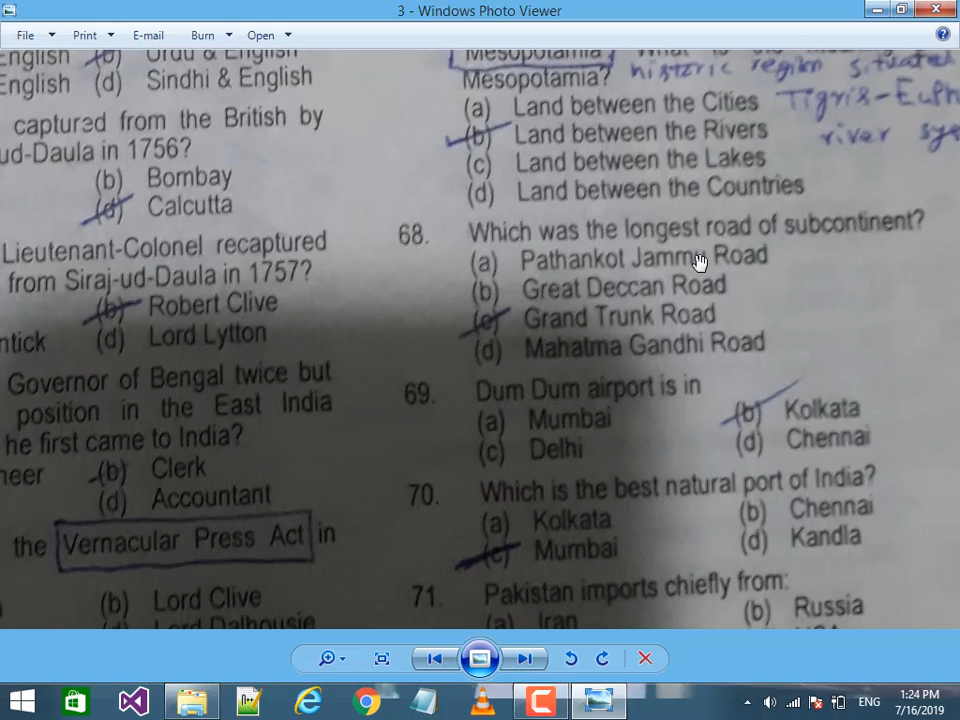 3 - Windows Photo Viewer
File Print E-mail Burn Open
English (b) Urdu & English
English (d) Sindhi & English
captured from the British by
ud-Daula in 1756?
(b) Bombay
(d) Calcutta
Lieutenant-Colonel recaptured
from Siraj-ud-Daula in 1757?
(b) Robert Clive
ntick (d) Lord Lytton
Governor of Bengal twice but
position in the East India
he first came to India?
neer (b) Clerk
(d) Accountant
the Vernacular Press Act in
(b) Lord Clive
Lord Dalhousie
Mesopotamia
Mesopotamia? historic region situated
(a) Land between the Cities Tigris-Euph
(b) Land between the Rivers river sys
(c) Land between the Lakes
(d) Land between the Countries
68. Which was the longest road of subcontinent?
(a) Pathankot Jammu Road
(b) Great Deccan Road
(c) Grand Trunk Road
(d) Mahatma Gandhi Road
69. Dum Dum airport is in
(a) Mumbai (b) Kolkata
(c) Delhi (d) Chennai
70. Which is the best natural port of India?
(a) Kolkata (b) Chennai
(c) Mumbai (d) Kandla
71. Pakistan imports chiefly from:
(a) Iran (b) Russia
ENG
1:24 PM
7/16/2019